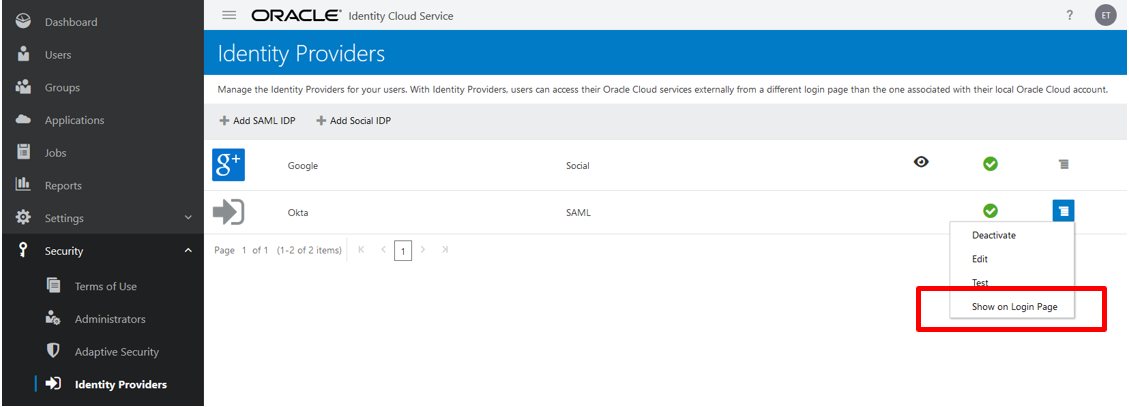 Dashboard
Users
Groups
Applications
Jobs
Reports
Settings
Security
Terms of Use
Administrators
Adaptive Security
Identity Providers
ORACLE® Identity Cloud Service
?
ET
Identity Providers
Manage the Identity Providers for your users. With Identity Providers, users can access their Oracle Cloud services externally from a different login page than the one associated with their local Oracle Cloud account.
Add SAML IDP Add Social IDP
g+ Google Social
Okta SAML
Page 1 of 1 (1-2 of 2 items) 1
Deactivate
Edit
Test
Show on Login Page